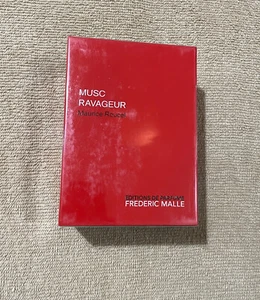 MUSC
RAVAGEUR
Maurice Roucel
EDITIONS DE PARFUMS
FREDERIC MALLE